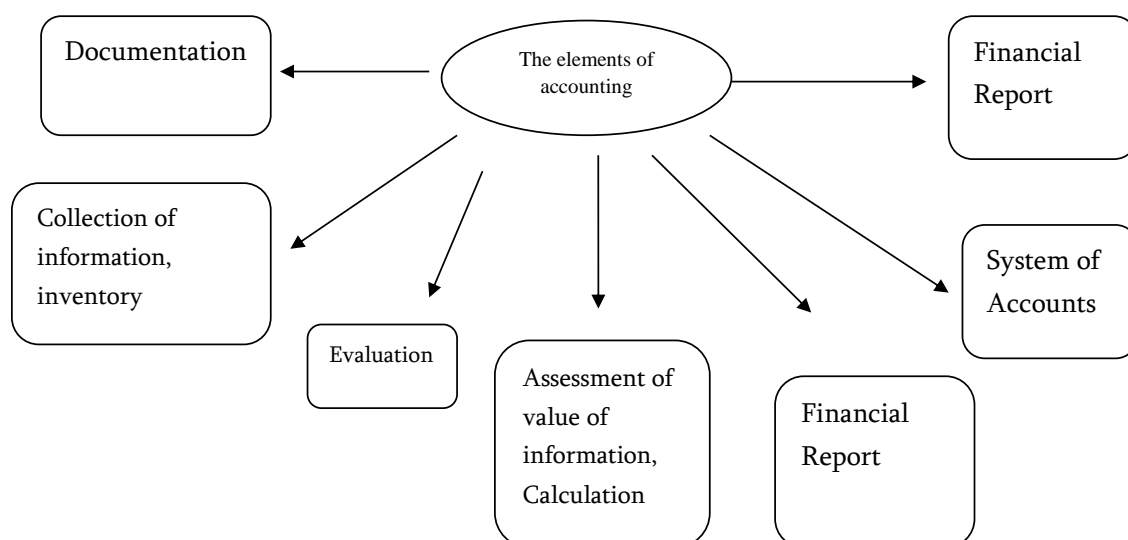 The elements of
accounting
Documentation
Financial
Report
Collection of
information,
inventory
System of
Accounts
Evaluation
Assessment of
value of
information,
Calculation
Financial
Report